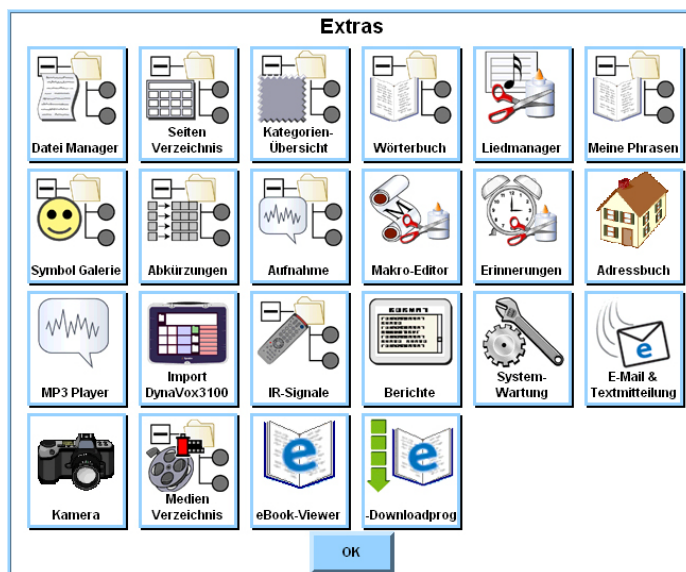 Extras
Datei Manager
Seiten
Verzeichnis
Kategorien-
Übersicht
Wörterbuch
Liedmanager
Meine Phrasen
Symbol Galerie
Abkürzungen
Aufnahme
Makro-Editor
Erinnerungen
Adressbuch
MP3 Player
Import
DynaVox3100
IR-Signale
Berichte
System-
Wartung
E-Mail &
Textmitteilung
Kamera
Medien
Verzeichnis
eBook-Viewer
-Downloadprog
OK